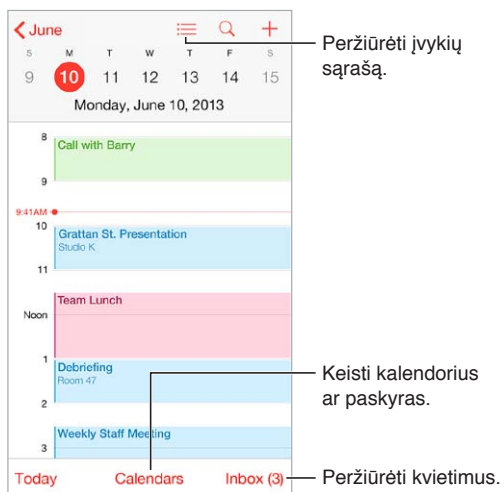 June
S M T W T F S
9 10 11 12 13 14 15
Monday, June 10, 2013
Peržiūrėti įvykių
sąrašą.
8
Call with Barry
9
9:41AM
10
Grattan St. Presentation
Studio K
11
Team Lunch
Noon
1
Debriefing
Room 47
2
Keisti kalendorius
ar paskyras.
Weekly Staff Meeting
3
Today Calendars Inbox (3)
Peržiūrėti kvietimus.